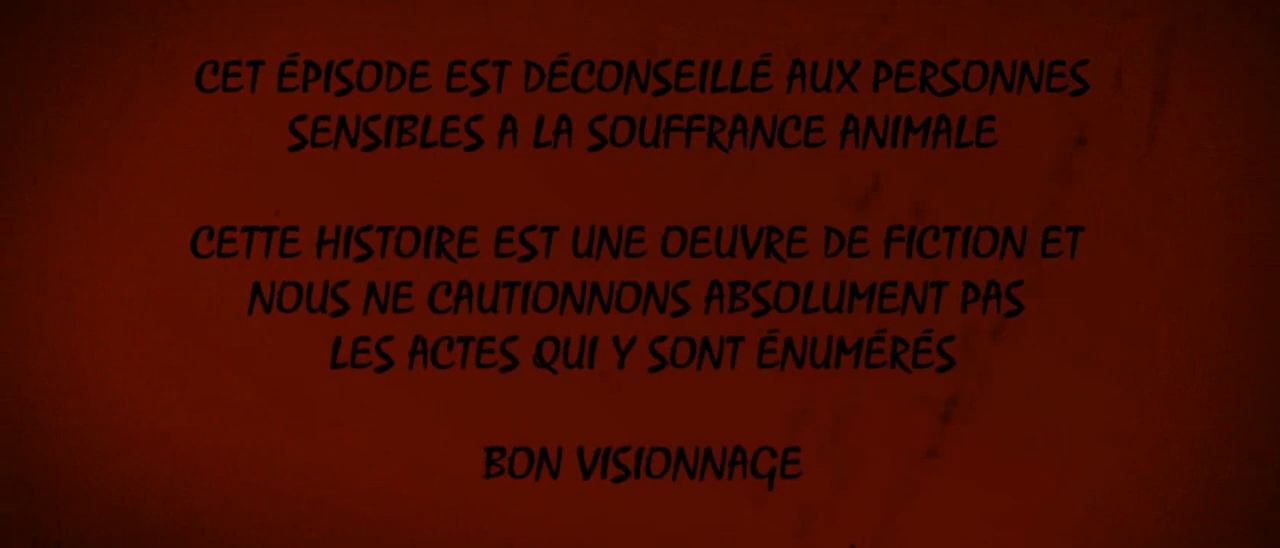 CET ÉPISODE EST DÉCONSEILLÉ AUX PERSONNES
SENSIBLES A LA SOUFFRANCE ANIMALE
CETTE HISTOIRE EST UNE OEUVRE DE FICTION ET
NOUS NE CAUTIONNONS ABSOLUMENT PAS
LES ACTES QUI Y SONT ÉNUMÉRÉS
BON VISIONNAGE